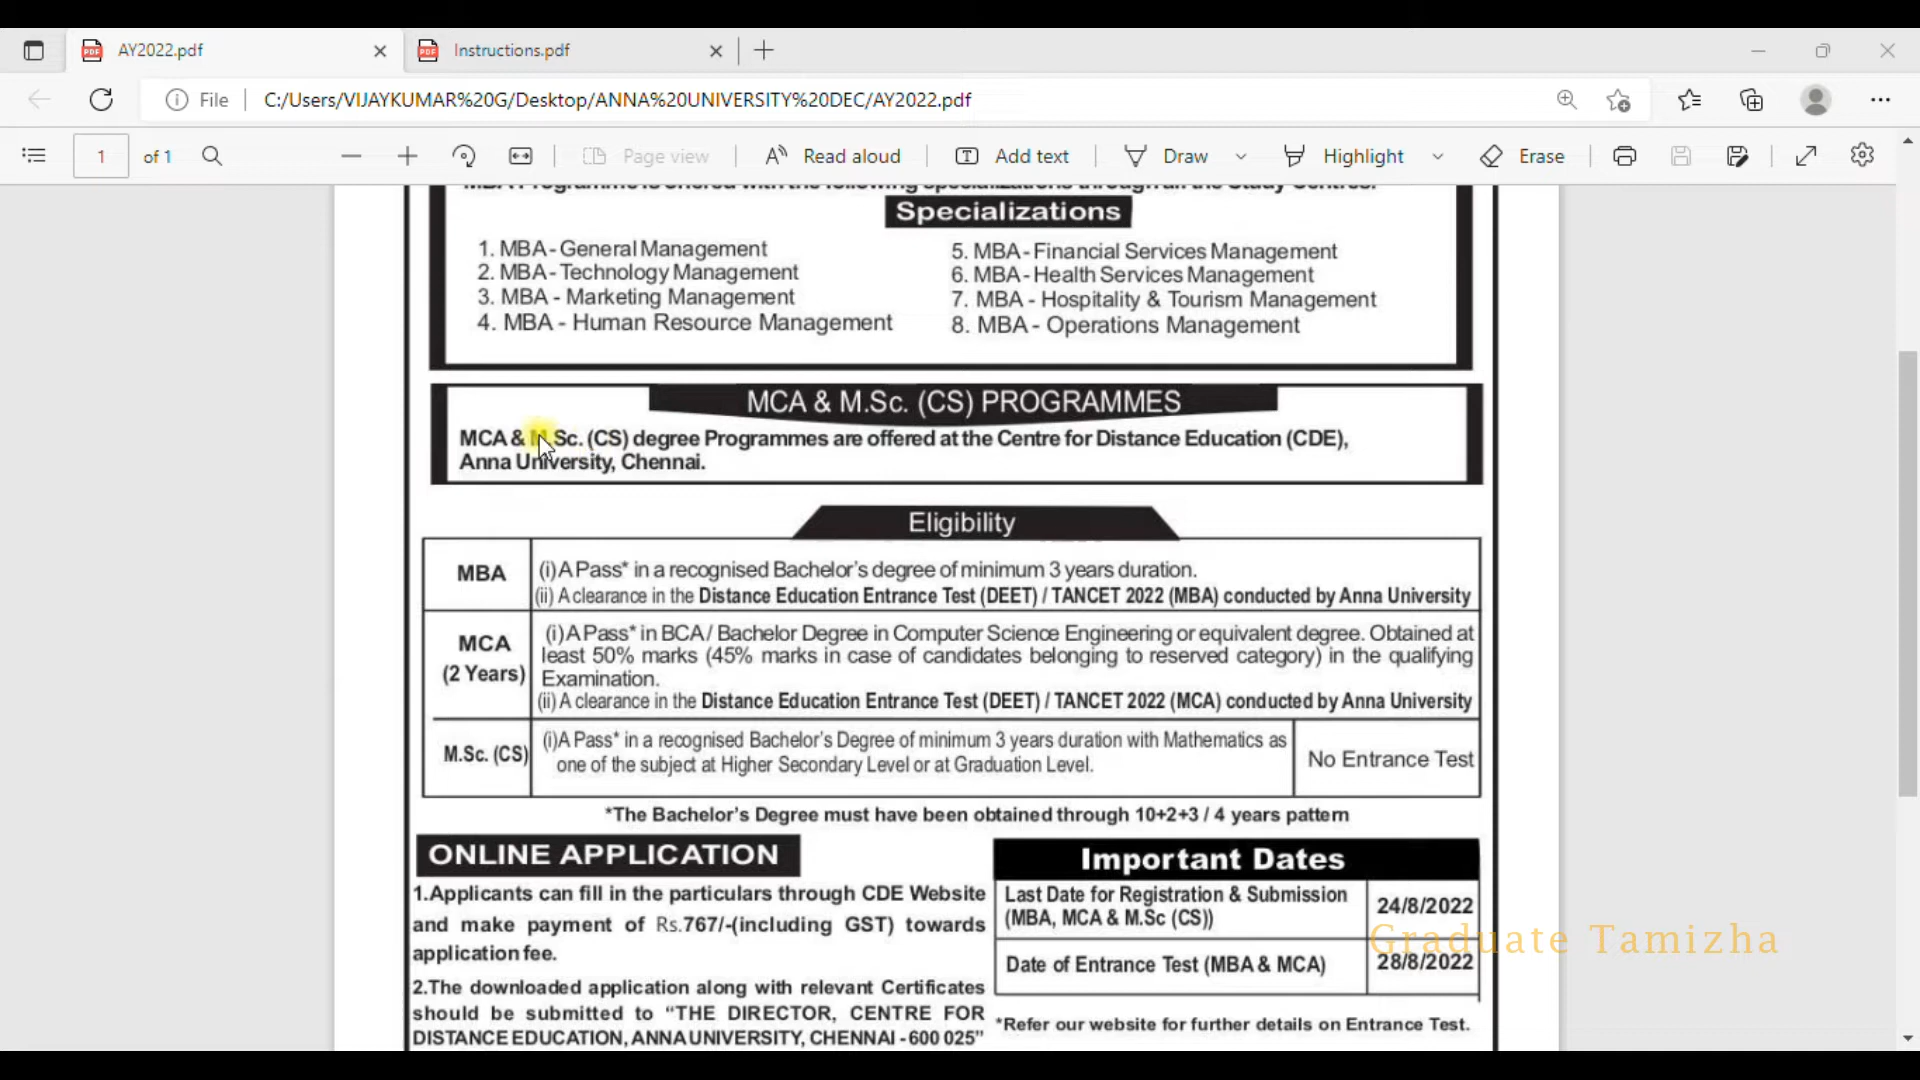 AY2022.pdf
Instructions.pdf
File
C:/Users/VIJAYKUMAR%20G/Desktop/ANNA%20UNIVERSITY%20DEC/AY2022.pdf
1 of 1
Page view
Read aloud
Add text
Draw
Highlight
Erase
MBA Programme is offered with the following specializations through all the Study Centres.
Specializations
1. MBA - General Management
2. MBA - Technology Management
3. MBA - Marketing Management
4. MBA - Human Resource Management
5. MBA - Financial Services Management
6. MBA - Health Services Management
7. MBA - Hospitality & Tourism Management
8. MBA - Operations Management
MCA & M.Sc. (CS) PROGRAMMES
MCA & M.Sc. (CS) degree Programmes are offered at the Centre for Distance Education (CDE),
Anna University, Chennai.
Eligibility
MBA
(i) A Pass* in a recognised Bachelor's degree of minimum 3 years duration.
(ii) A clearance in the Distance Education Entrance Test (DEET) / TANCET 2022 (MBA) conducted by Anna University
MCA
(2 Years)
(i) A Pass* in BCA / Bachelor Degree in Computer Science Engineering or equivalent degree. Obtained at
least 50% marks (45% marks in case of candidates belonging to reserved category) in the qualifying
Examination.
(ii) A clearance in the Distance Education Entrance Test (DEET) / TANCET 2022 (MCA) conducted by Anna University
M.Sc. (CS)
(i) A Pass* in a recognised Bachelor's Degree of minimum 3 years duration with Mathematics as
one of the subject at Higher Secondary Level or at Graduation Level.
No Entrance Test
*The Bachelor's Degree must have been obtained through 10+2+3 / 4 years pattern
ONLINE APPLICATION
1.Applicants can fill in the particulars through CDE Website
and make payment of Rs.767/-(including GST) towards
application fee.
2.The downloaded application along with relevant Certificates
should be submitted to "THE DIRECTOR, CENTRE FOR
DISTANCE EDUCATION, ANNA UNIVERSITY, CHENNAI - 600 025"
Important Dates
Last Date for Registration & Submission
(MBA, MCA & M.Sc (CS))
24/8/2022
Date of Entrance Test (MBA & MCA)
28/8/2022
*Refer our website for further details on Entrance Test.
Graduate Tamizha